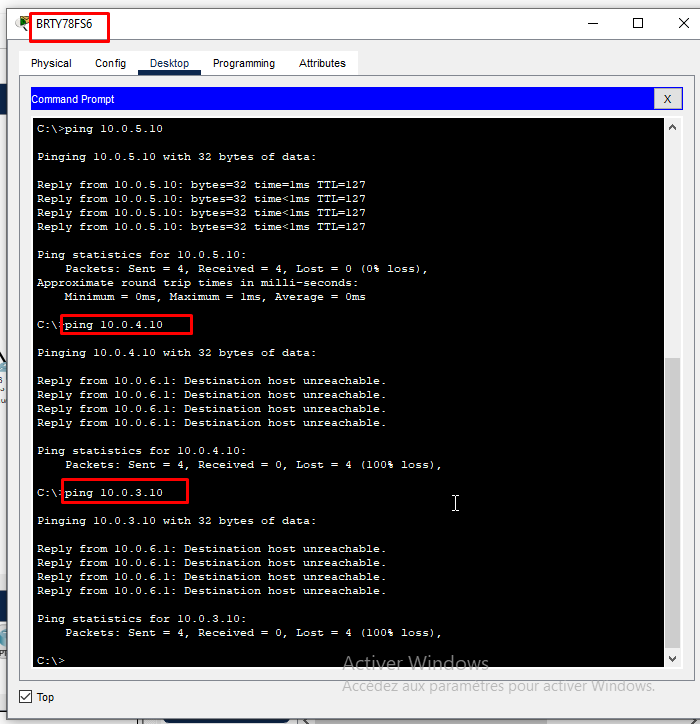 BRTY78FS6
Physical Config Desktop Programming Attributes
Command Prompt X
C:\>ping 10.0.5.10
Pinging 10.0.5.10 with 32 bytes of data:
Reply from 10.0.5.10: bytes=32 time=1ms TTL=127
Reply from 10.0.5.10: bytes=32 time<1ms TTL=127
Reply from 10.0.5.10: bytes=32 time<1ms TTL=127
Reply from 10.0.5.10: bytes=32 time<1ms TTL=127
Ping statistics for 10.0.5.10:
Packets: Sent = 4, Received = 4, Lost = 0 (0% loss),
Approximate round trip times in milli-seconds:
Minimum = 0ms, Maximum = 1ms, Average = 0ms
C:\>ping 10.0.4.10
Pinging 10.0.4.10 with 32 bytes of data:
Reply from 10.0.6.1: Destination host unreachable.
Reply from 10.0.6.1: Destination host unreachable.
Reply from 10.0.6.1: Destination host unreachable.
Reply from 10.0.6.1: Destination host unreachable.
Ping statistics for 10.0.4.10:
Packets: Sent = 4, Received = 0, Lost = 4 (100% loss),
C:\>ping 10.0.3.10
Pinging 10.0.3.10 with 32 bytes of data:
Reply from 10.0.6.1: Destination host unreachable.
Reply from 10.0.6.1: Destination host unreachable.
Reply from 10.0.6.1: Destination host unreachable.
Reply from 10.0.6.1: Destination host unreachable.
Ping statistics for 10.0.3.10:
Packets: Sent = 4, Received = 0, Lost = 4 (100% loss),
C:\>
Activer Windows
Accédez aux paramètres pour activer Windows.
Top